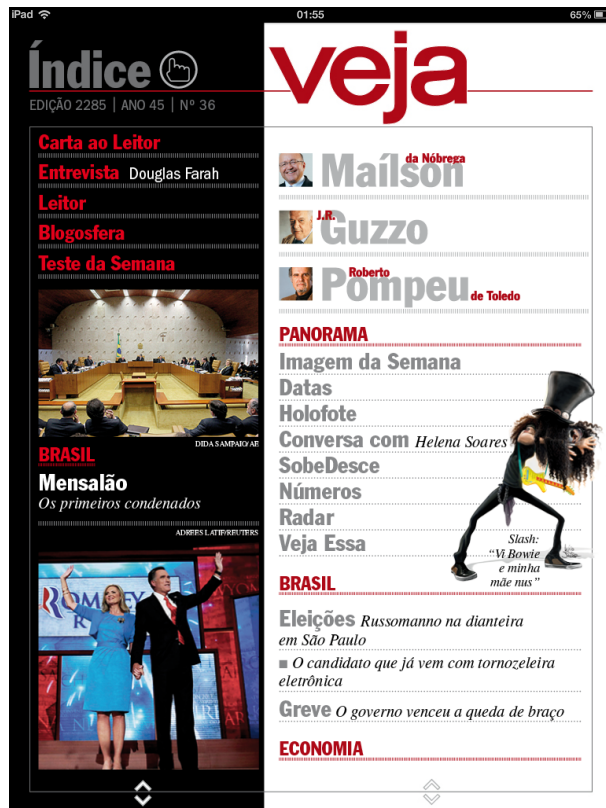 iPad 01:55 65%
Índice
EDIÇÃO 2285 | ANO 45 | Nº 36
veja
Carta ao Leitor
Entrevista Douglas Farah
Leitor
Blogosfera
Teste da Semana
DIDA SAMPAIO/AE
BRASIL
Mensalão
Os primeiros condenados
ADREES LATIF/REUTERS
ROMNEY
Maílson da Nóbrega
J.R. Guzzo
Roberto Pompeu de Toledo
PANORAMA
Imagem da Semana
Datas
Holofote
Conversa com Helena Soares
SobeDesce
Números
Radar
Veja Essa
Slash:
“Vi Bowie
e minha
mãe nus”
BRASIL
Eleições Russomanno na dianteira
em São Paulo
■ O candidato que já vem com tornozeleira
eletrônica
Greve O governo venceu a queda de braço
ECONOMIA